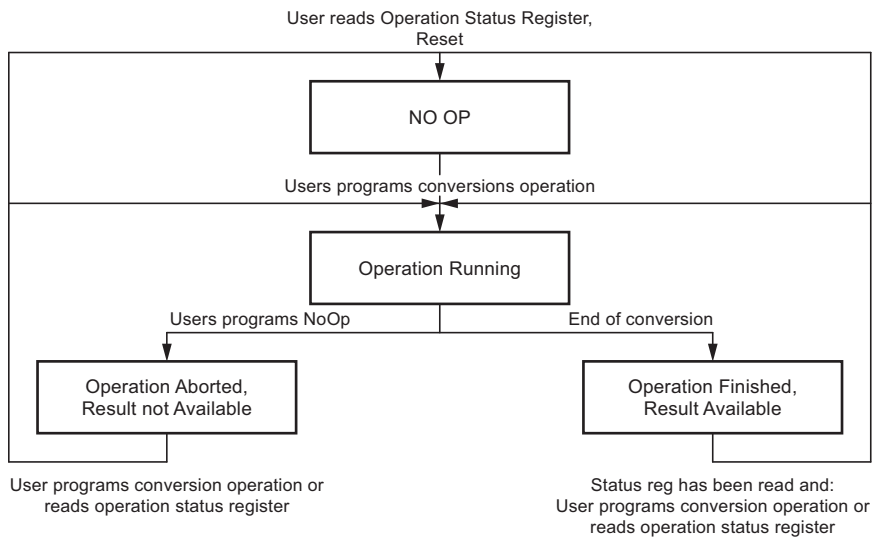 User reads Operation Status Register,
Reset
NO OP
Users programs conversions operation
Operation Running
Users programs NoOp
End of conversion
Operation Aborted,
Result not Available
Operation Finished,
Result Available
User programs conversion operation or
reads operation status register
Status reg has been read and:
User programs conversion operation or
reads operation status register